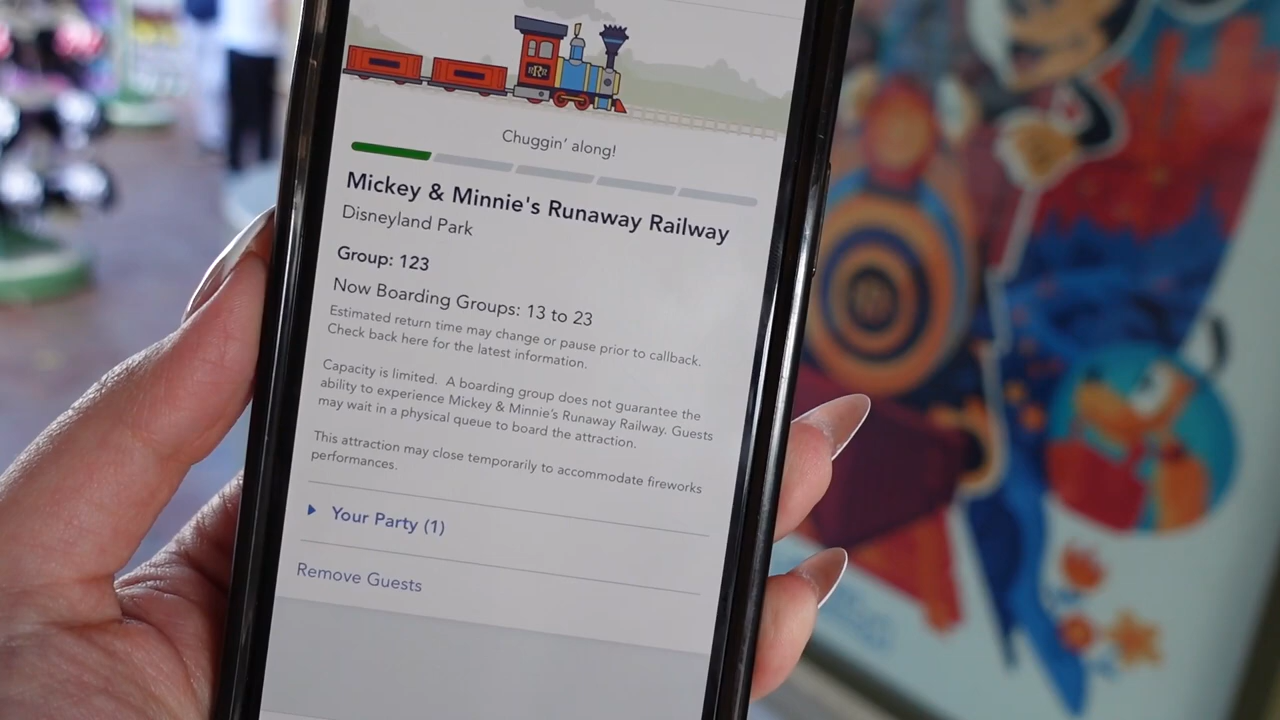 RRR
Chuggin' along!
Mickey & Minnie's Runaway Railway
Disneyland Park
Group: 123
Now Boarding Groups: 13 to 23
Estimated return time may change or pause prior to callback.
Check back here for the latest information.
Capacity is limited. A boarding group does not guarantee the
ability to experience Mickey & Minnie's Runaway Railway. Guests
may wait in a physical queue to board the attraction.
This attraction may close temporarily to accommodate fireworks
performances.
Your Party (1)
Remove Guests